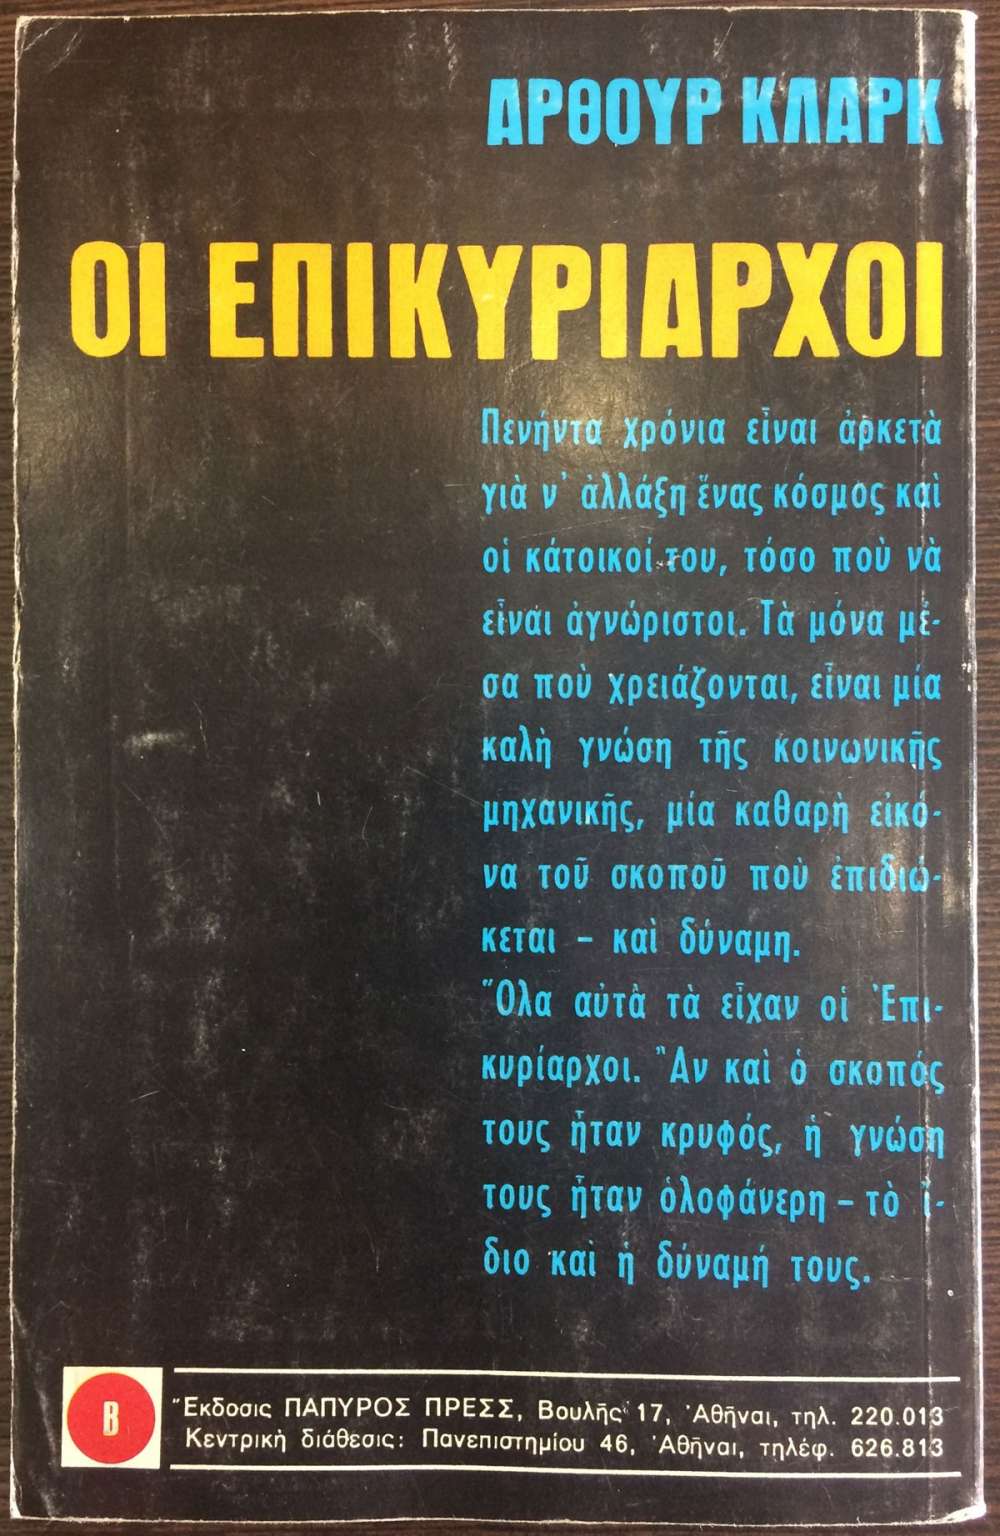 ΑΡΘΟΥΡ ΚΛΑΡΚ
ΟΙ ΕΠΙΚΥΡΙΑΡΧΟΙ
Πενήντα χρόνια εἶναι ἀρκετὰ
γιὰ ν' ἀλλάξη ἕνας κόσμος καὶ
οἱ κάτοικοί του, τόσο ποὺ νὰ
εἶναι ἀγνώριστοι. Τὰ μόνα μέ-
σα ποὺ χρειάζονται, εἶναι μία
καλὴ γνώση τῆς κοινωνικῆς
μηχανικῆς, μία καθαρὴ εἰκό-
να τοῦ σκοποῦ ποὺ ἐπιδιώ-
κεται – καὶ δύναμη.
Ὅλα αὐτὰ τὰ εἶχαν οἱ Ἐπι-
κυρίαρχοι. Ἂν καὶ ὁ σκοπός
τους ἦταν κρυφός, ἡ γνώση
τους ἦταν ὁλοφάνερη – τὸ ἴ-
διο καὶ ἡ δύναμή τους.
Β
Ἔκδοσις ΠΑΠΥΡΟΣ ΠΡΕΣΣ, Βουλῆς 17, Ἀθῆναι, τηλ. 220.013
Κεντρικὴ διάθεσις: Πανεπιστημίου 46, Ἀθῆναι, τηλέφ. 626.813